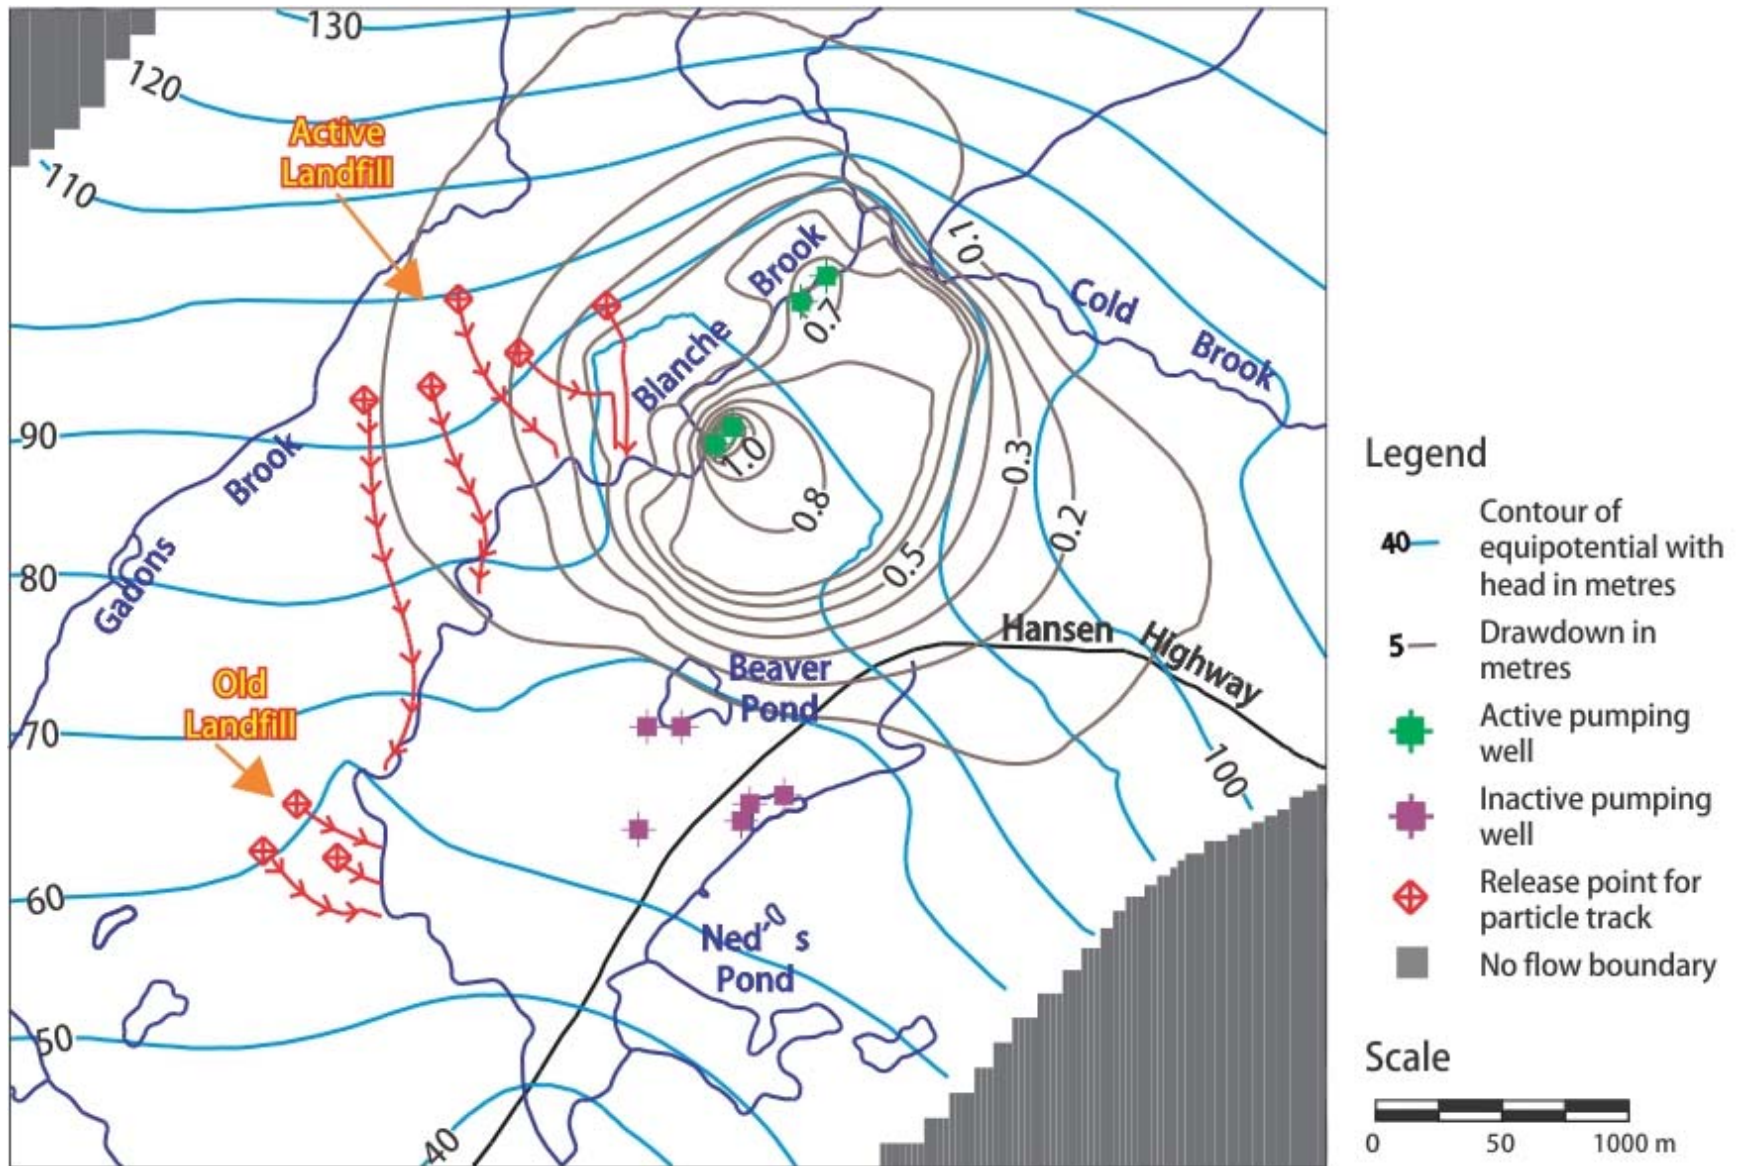 130
120
110
Active
Landfill
Brook
Blanche
0.1
0.7
Cold
Brook
90
Brook
Gadons
1.0
0.8
0.3
0.2
0.5
80
Hansen Highway
Beaver
Pond
Old
Landfill
70
100
60
Ned's
Pond
50
40
Legend
40
Contour of
equipotential with
head in metres
5
Drawdown in
metres
Active pumping
well
Inactive pumping
well
Release point for
particle track
No flow boundary
Scale
0 50 1000 m